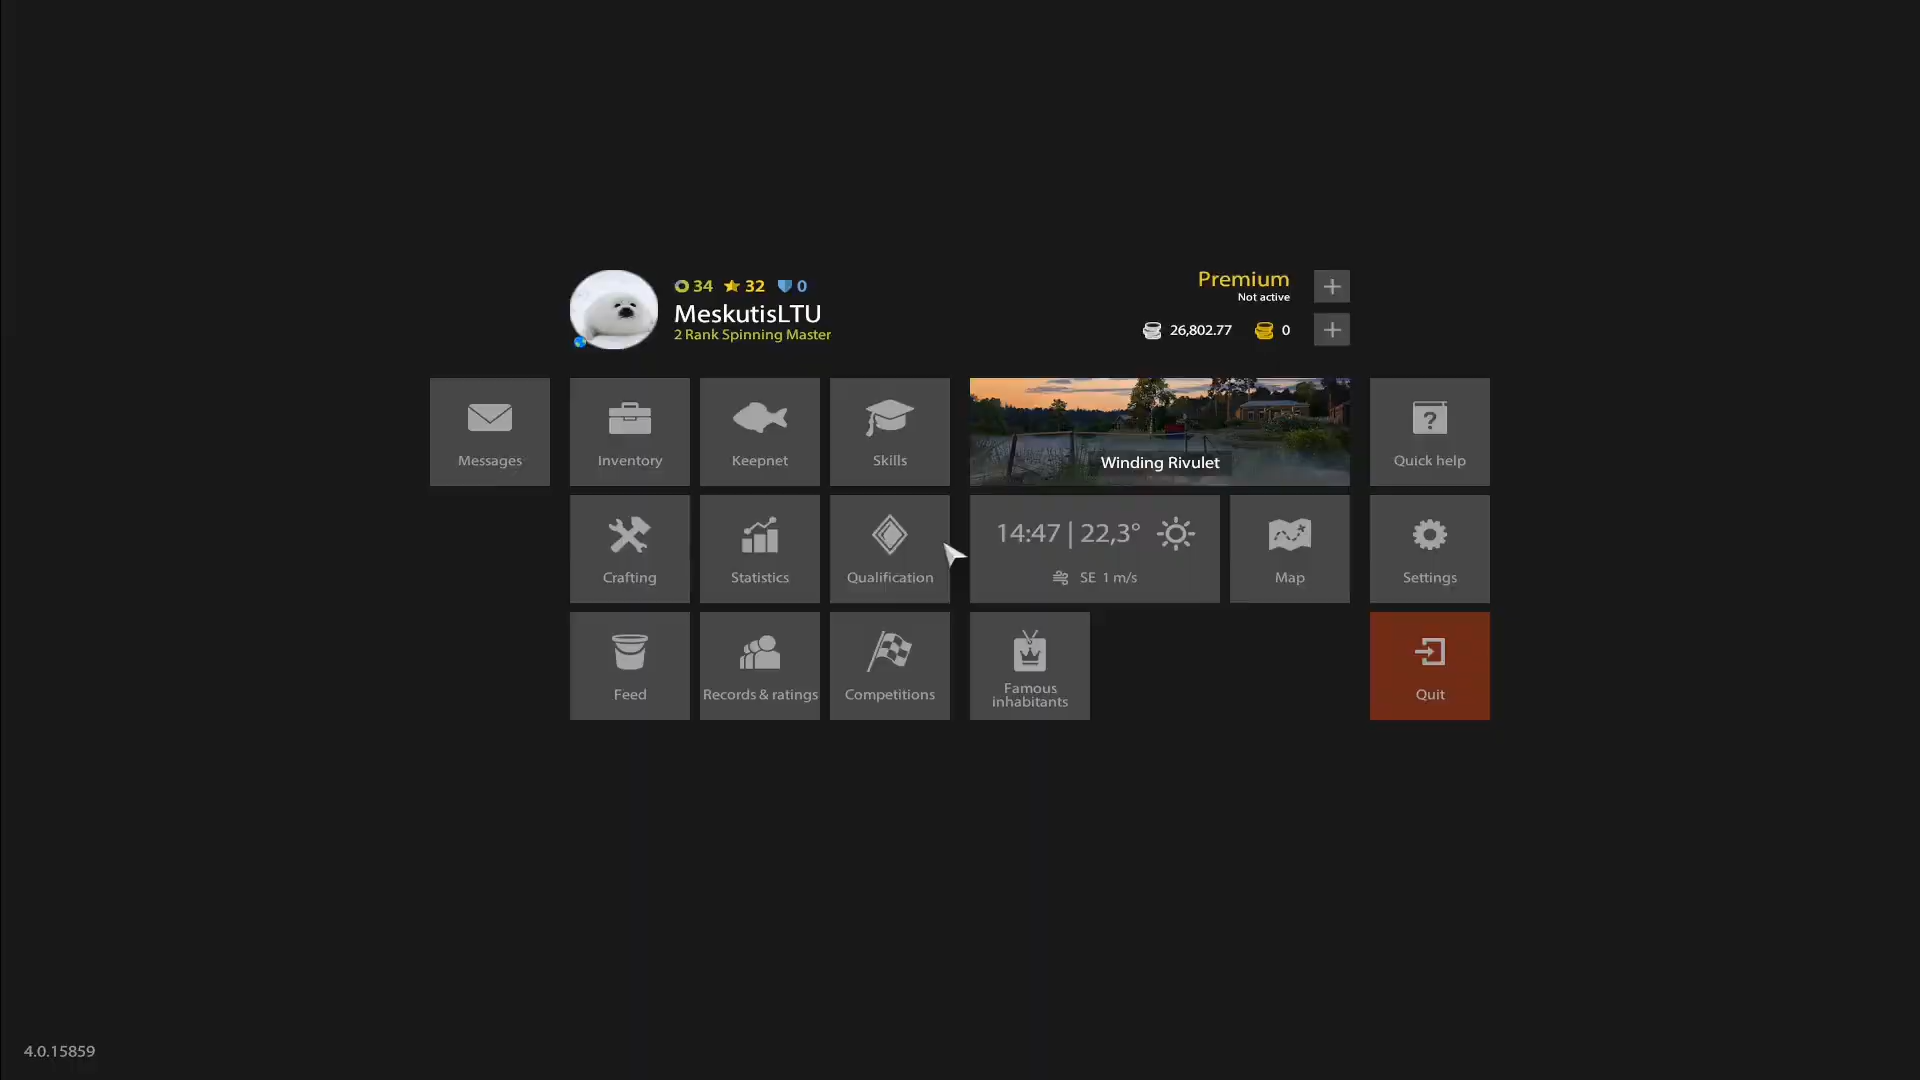 34 32 0
MeskutisLTU
2 Rank Spinning Master
Premium
Not active
26,802.77 0
Messages
Inventory
Keepnet
Skills
Winding Rivulet
Quick help
Crafting
Statistics
Qualification
14:47 | 22,3°
SE 1 m/s
Map
Settings
Feed
Records & ratings
Competitions
Famous
inhabitants
Quit
4.0.15859